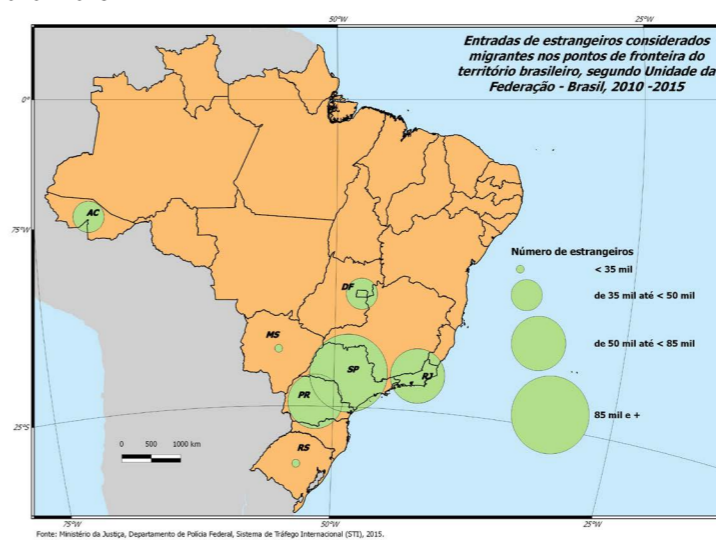 Entradas de estrangeiros considerados
migrantes nos pontos de fronteira do
território brasileiro, segundo Unidade da
Federação - Brasil, 2010 -2015
50°W
25°W
0°
75°W
AC
DF
MS
SP
RJ
PR
RS
Número de estrangeiros
< 35 mil
de 35 mil até < 50 mil
de 50 mil até < 85 mil
85 mil e +
25°S
0 500 1000 km
75°W
50°W
25°W
Fonte: Ministério da Justiça, Departamento de Polícia Federal, Sistema de Tráfego Internacional (STI), 2015.